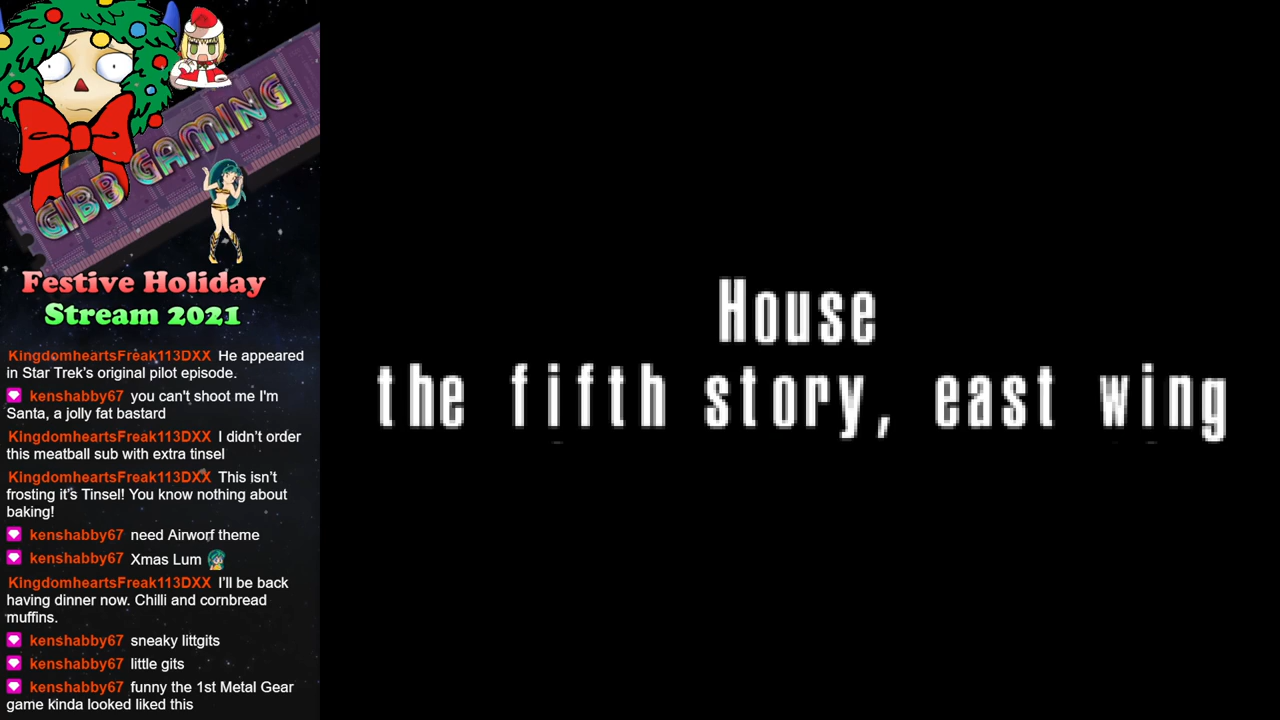 GIBB GAMING
Festive Holiday
Stream 2021
KingdomheartsFreak113DXX He appeared
in Star Trek's original pilot episode.
kenshabby67 you can't shoot me I'm
Santa, a jolly fat bastard
KingdomheartsFreak113DXX I didn't order
this meatball sub with extra tinsel
KingdomheartsFreak113DXX This isn't
frosting it's Tinsel! You know nothing about
baking!
kenshabby67 need Airworf theme
kenshabby67 Xmas Lum
KingdomheartsFreak113DXX I'll be back
having dinner now. Chilli and cornbread
muffins.
kenshabby67 sneaky littgits
kenshabby67 little gits
kenshabby67 funny the 1st Metal Gear
game kinda looked liked this
House
the fifth story, east wing